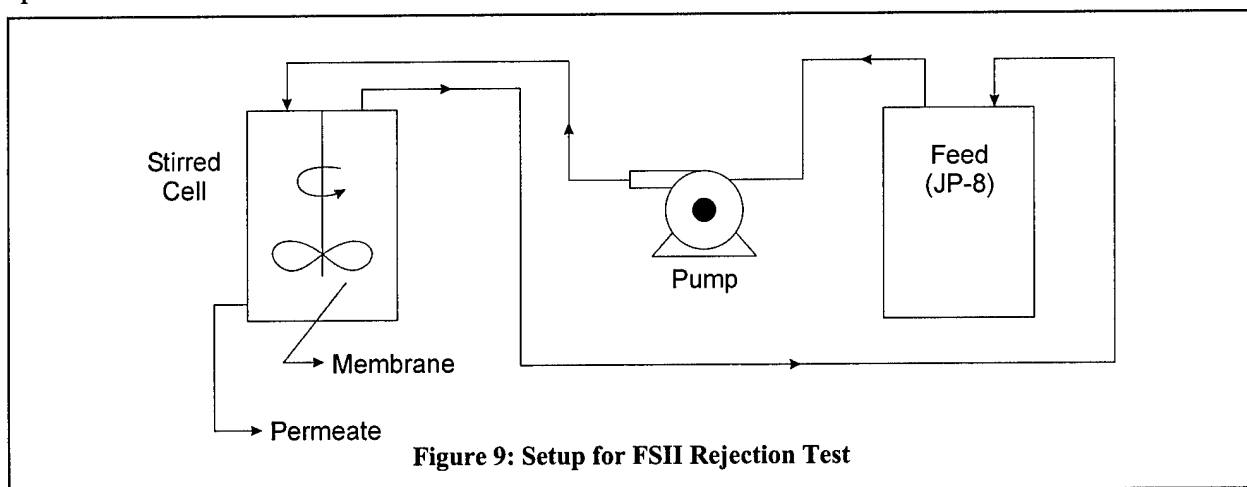 Stirred
Cell
Feed
(JP-8)
Pump
Membrane
Permeate
Figure 9: Setup for FSII Rejection Test